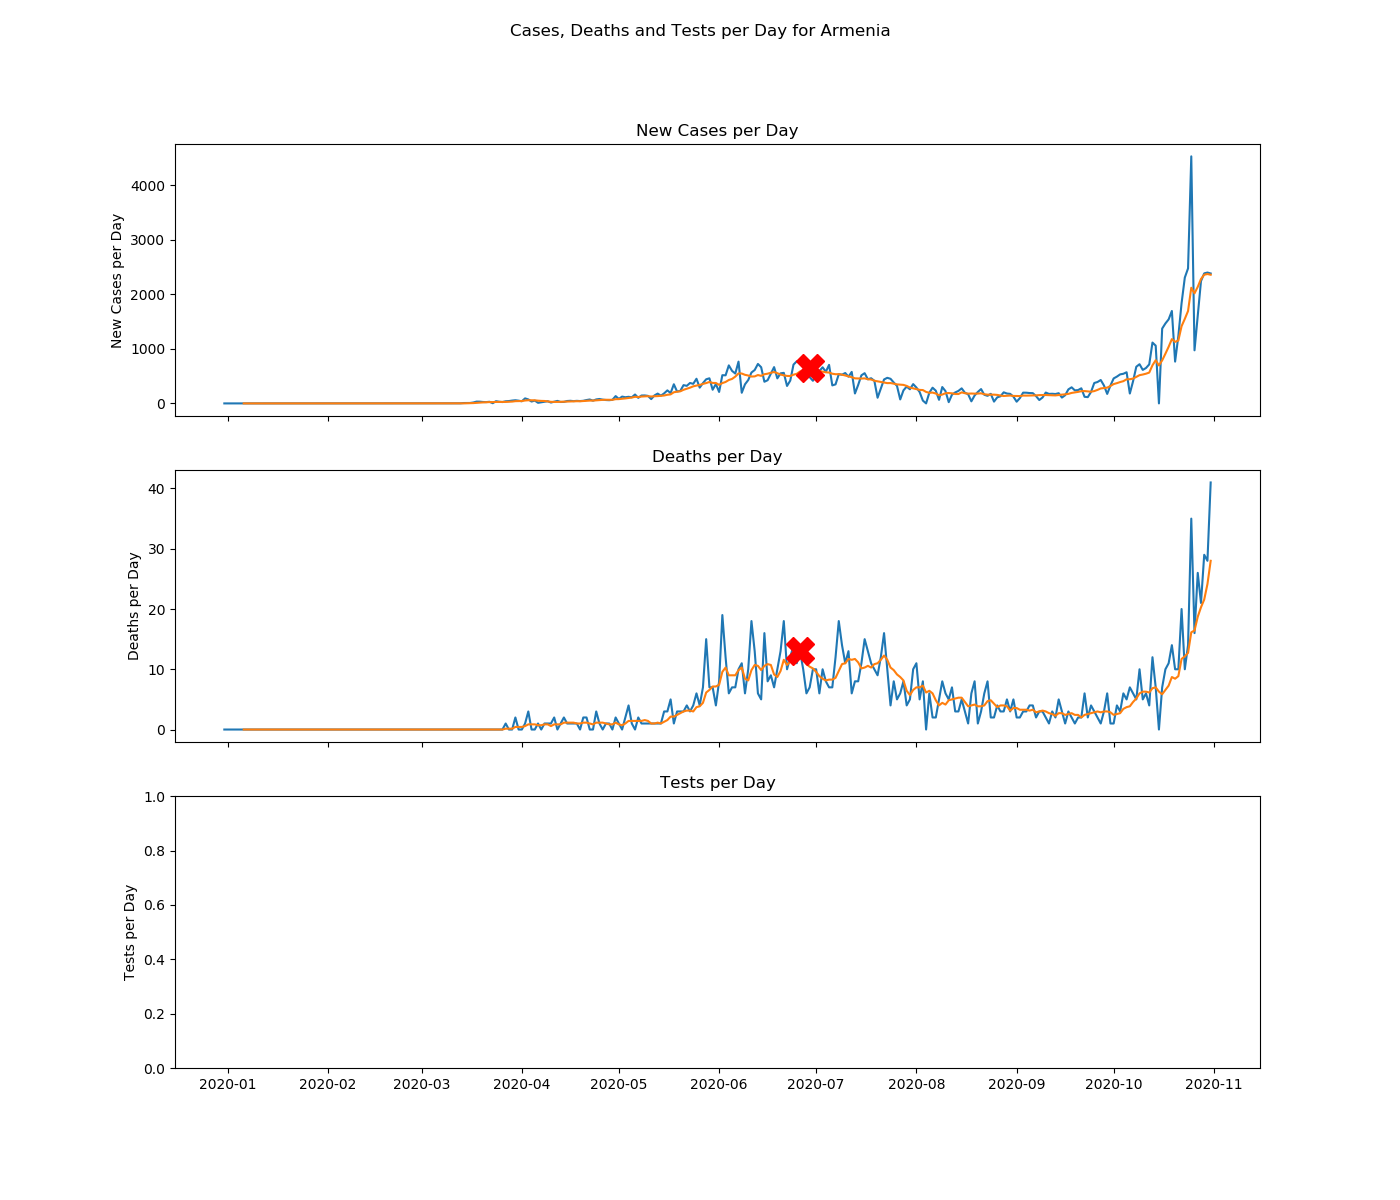 Cases, Deaths and Tests per Day for Armenia
New Cases per Day
New Cases per Day
4000
3000
2000
1000
0
Deaths per Day
Deaths per Day
40
30
20
10
0
Tests per Day
Tests per Day
1.0
0.8
0.6
0.4
0.2
0.0
2020-01 2020-02 2020-03 2020-04 2020-05 2020-06 2020-07 2020-08 2020-09 2020-10 2020-11